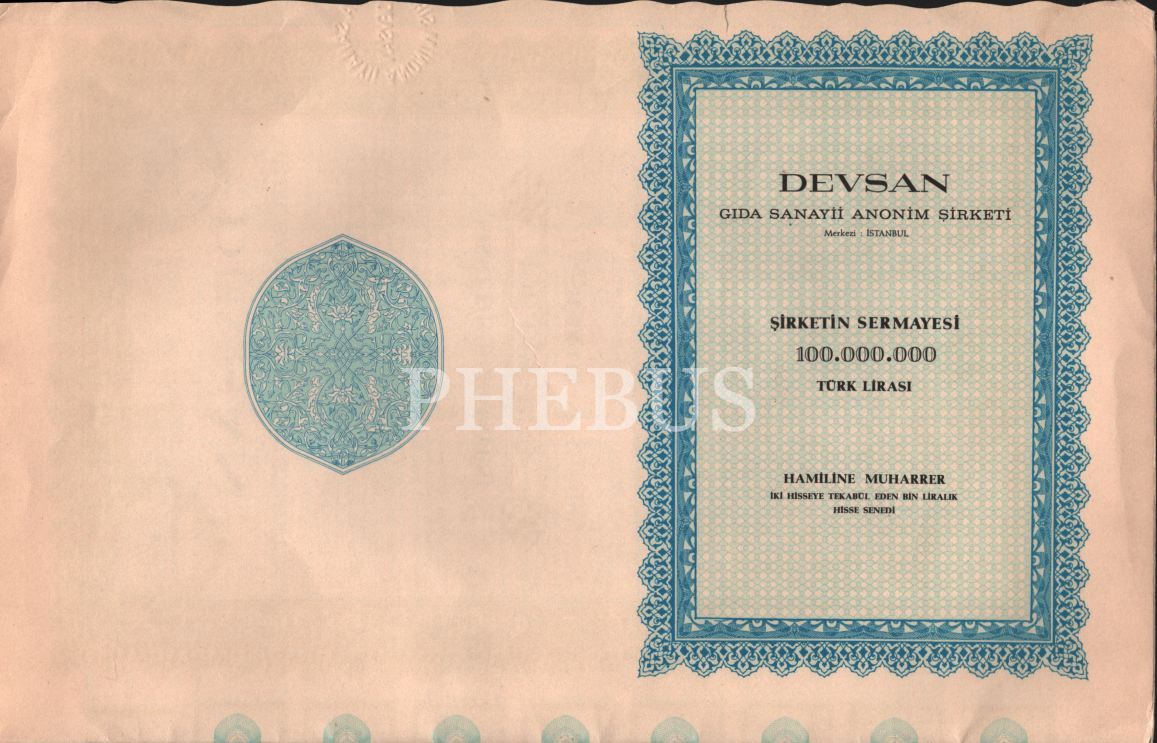 DEVSAN
GIDA SANAYİİ ANONİM ŞİRKETİ
Merkezi : İSTANBUL
ŞİRKETİN SERMAYESİ
100.000.000
TÜRK LİRASI
PHEBUS
HAMİLİNE MUHARRER
İKİ HİSSEYE TEKABÜL EDEN BİN LİRALIK
HİSSE SENEDİ